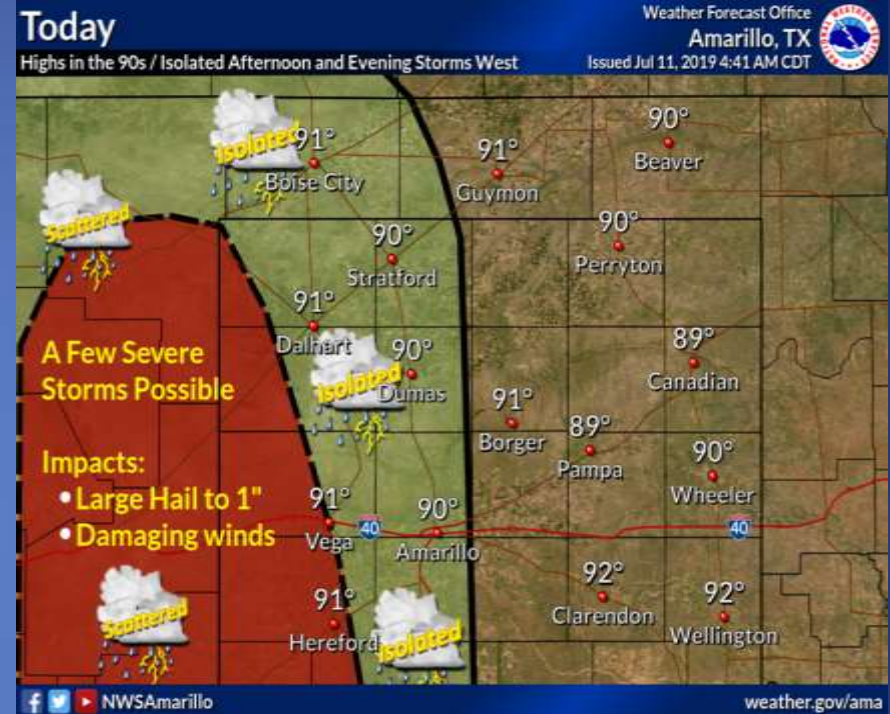 Today
Weather Forecast Office
Amarillo, TX
Highs in the 90s / Isolated Afternoon and Evening Storms West
Issued Jul 11, 2019 4:41 AM CDT
NATIONAL WEATHER SERVICE
Isolated
91°
Boise City
91°
Guymon
90°
Beaver
Scattered
90°
Stratford
90°
Perryton
91°
Dalhart
90°
Dumas
Isolated
89°
Canadian
A Few Severe
Storms Possible
91°
Borger
89°
Pampa
90°
Wheeler
Impacts:
• Large Hail to 1"
• Damaging winds
91°
Vega
40
90°
Amarillo
40
Scattered
91°
Hereford
Isolated
92°
Clarendon
92°
Wellington
NWSAmarillo
weather.gov/ama